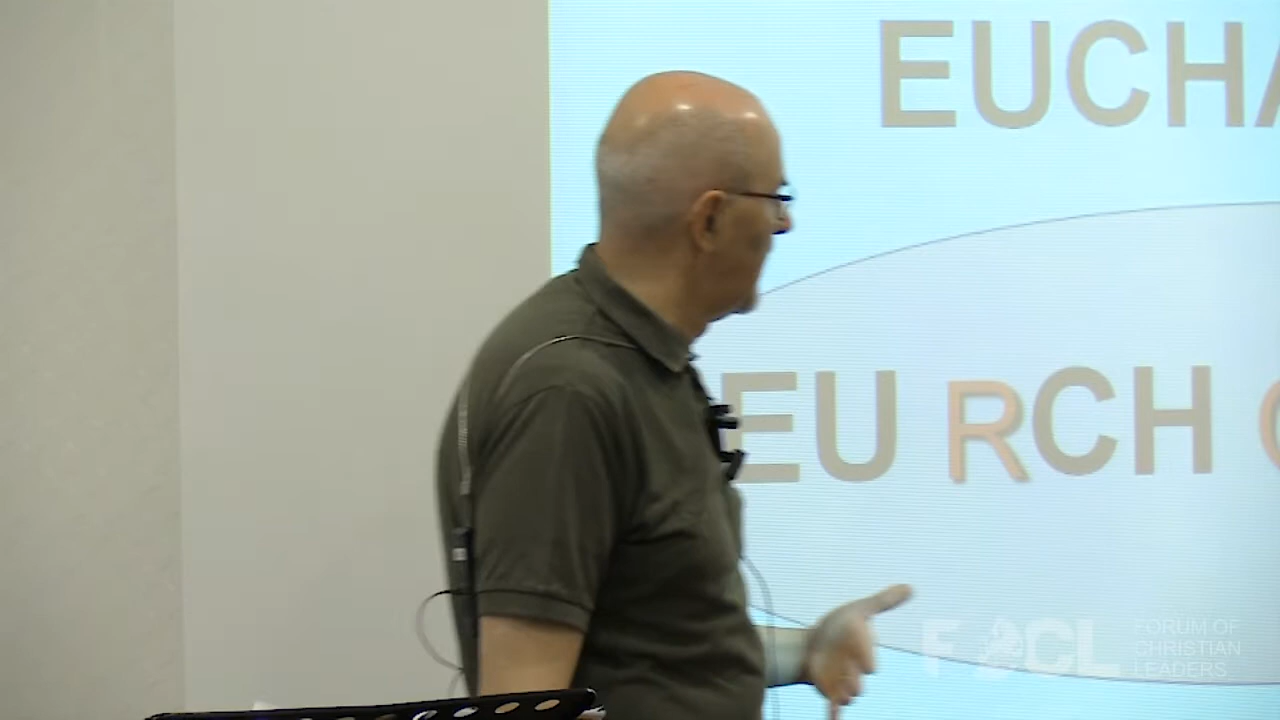 EUCHA
EU RCH
FOCL
FORUM OF
CHRISTIAN
LEADERS